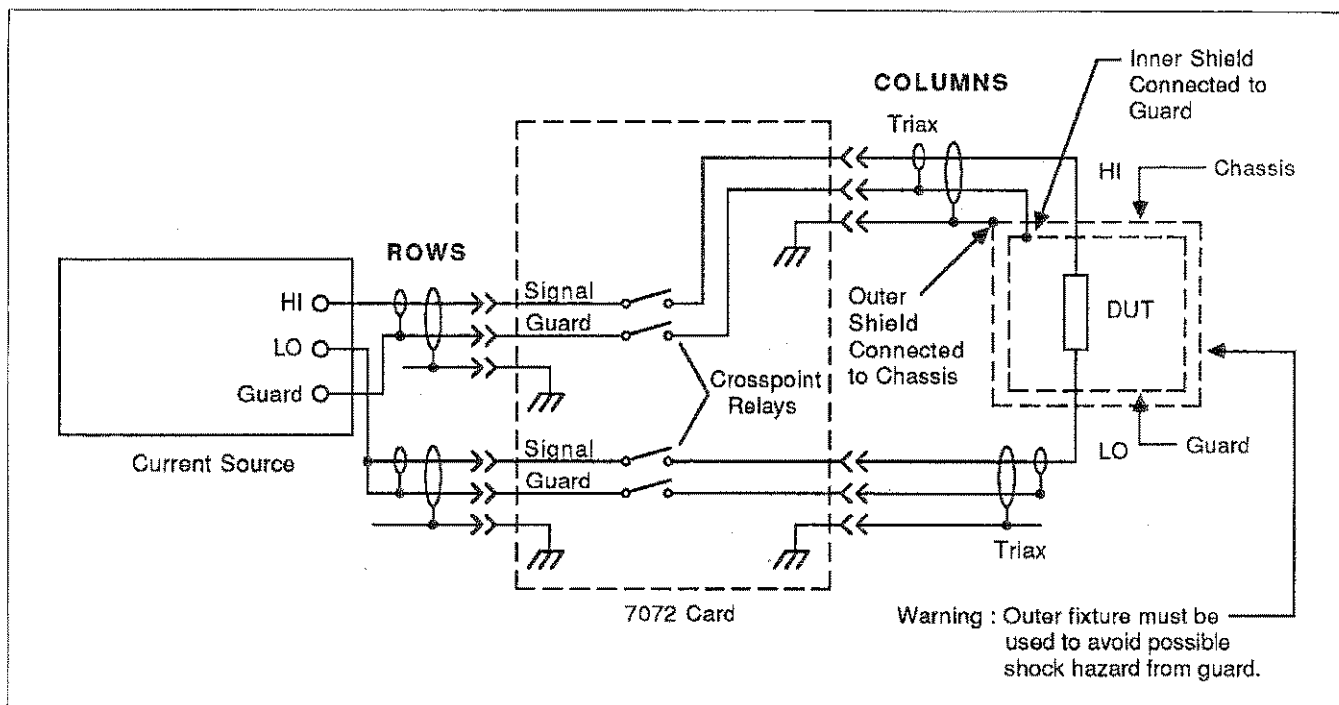 Inner Shield
Connected to
Guard
COLUMNS
Triax
HI
Chassis
ROWS
HI
LO
Guard
Current Source
Signal
Guard
Crosspoint
Relays
Signal
Guard
Outer
Shield
Connected
to Chassis
DUT
LO
Guard
Triax
7072 Card
Warning : Outer fixture must be
used to avoid possible
shock hazard from guard.